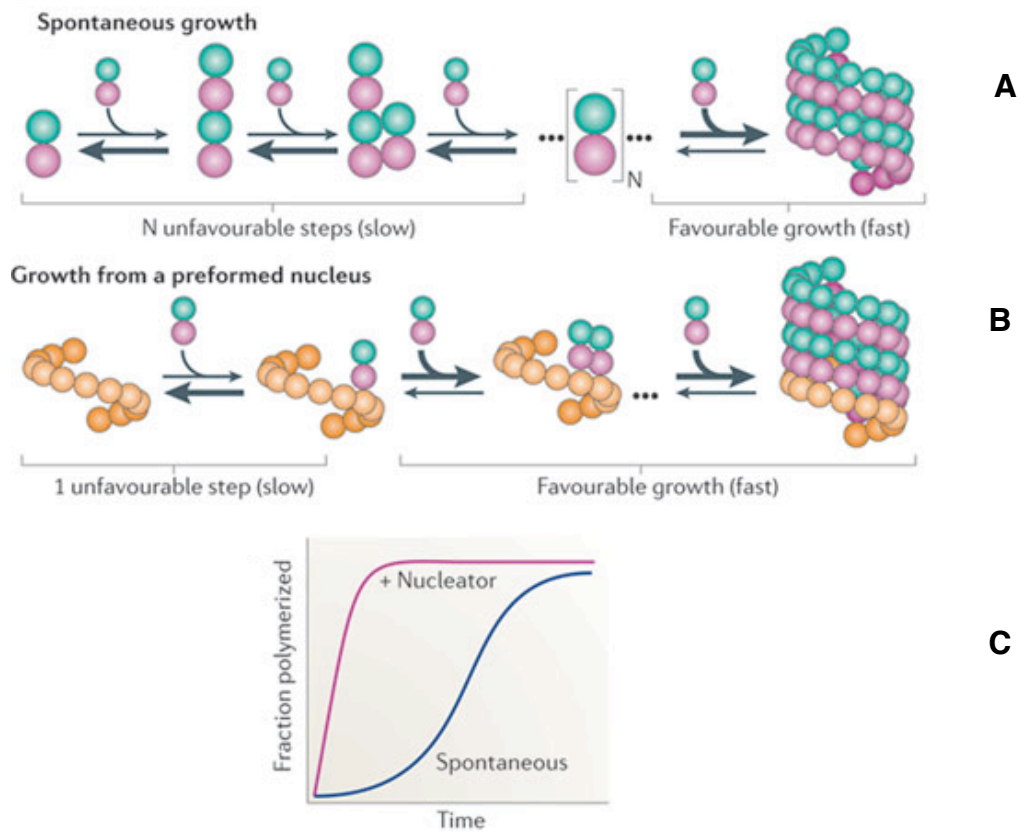 Spontaneous growth
A
N
N unfavourable steps (slow)
Favourable growth (fast)
Growth from a preformed nucleus
B
1 unfavourable step (slow)
Favourable growth (fast)
+ Nucleator
Fraction polymerized
C
Spontaneous
Time